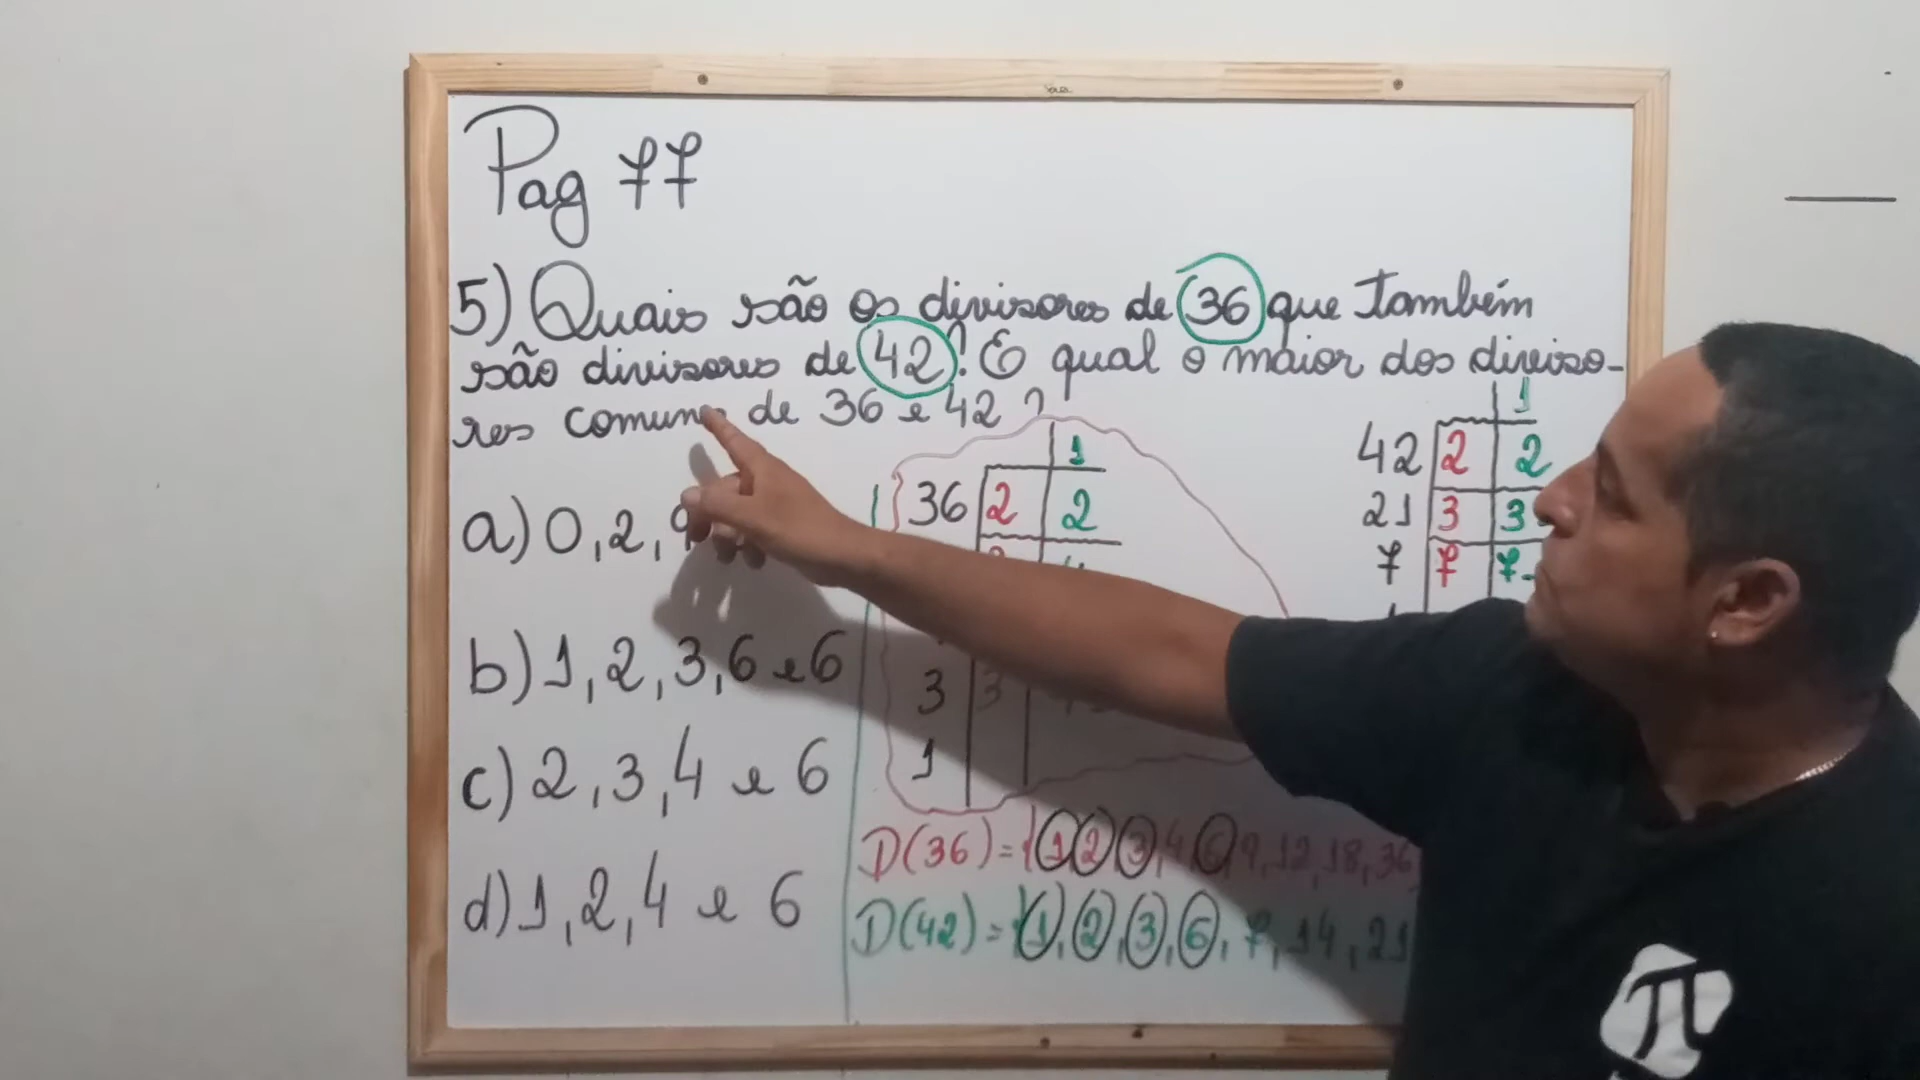 Pag 77
5) Quais são os divisores de 36 que também
são divisores de 42? E qual o maior dos diviso-
res comuns de 36 e 42?
a) 0, 2,
b) 1, 2, 3, 6 e 6
c) 2, 3, 4 e 6
d) 1, 2, 4 e 6
1
36 2 2
3 3
1
1
42 2 2
21 3 3
7 7 7
D(36) = {1, 2, 3, 4, 6, 9, 12, 18, 36
D(42) = {1, 2, 3, 6, 7, 14, 21
π